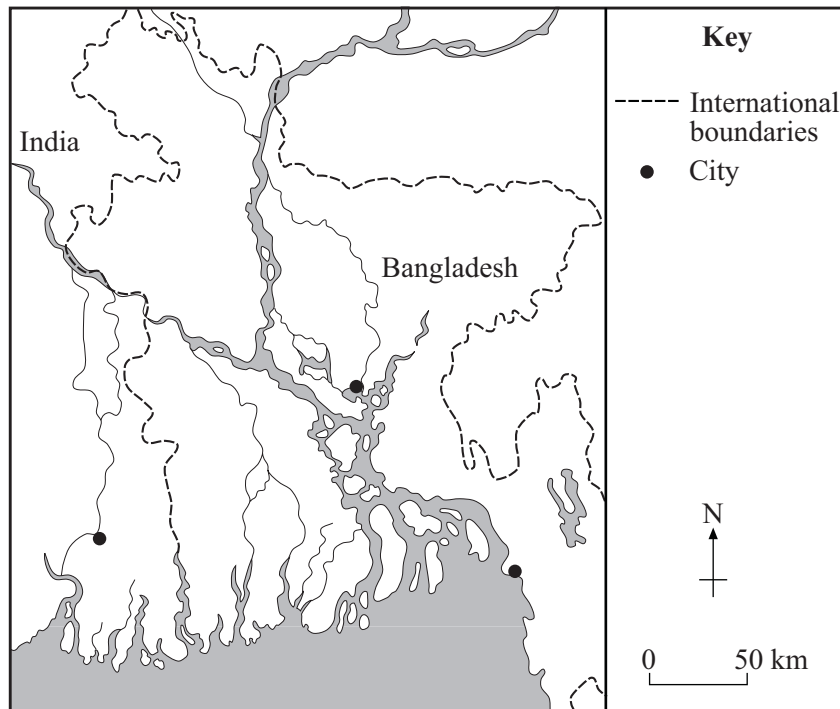 Key
International
boundaries
City
India
Bangladesh
N
0 50 km